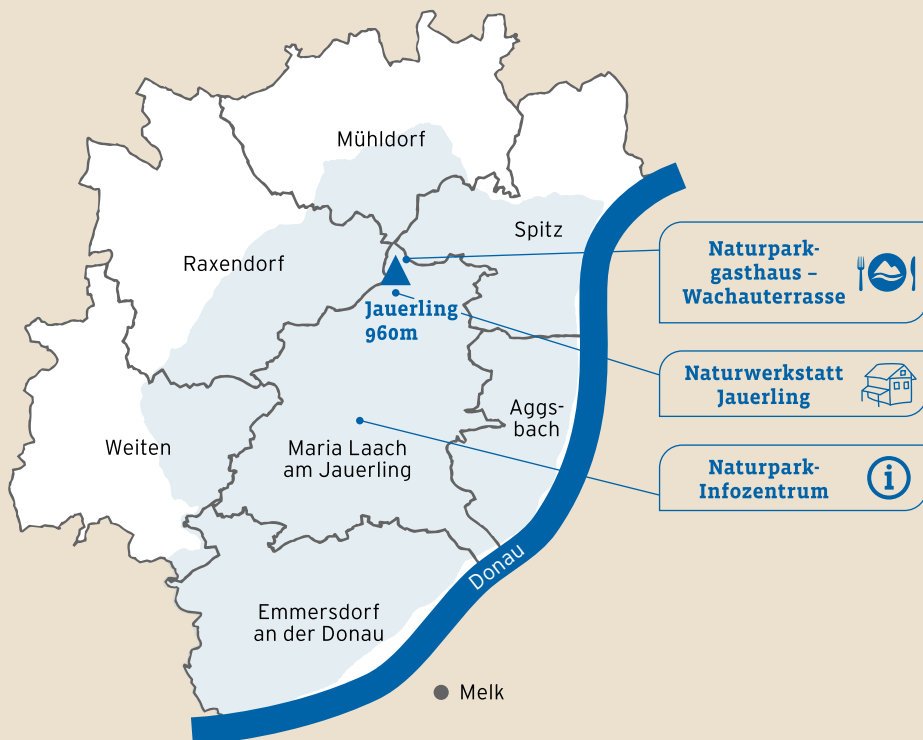 Mühldorf
Spitz
Raxendorf
Naturpark-
gasthaus –
Wachauterrasse
Jauerling
960m
Naturwerkstatt
Jauerling
Aggs-
bach
Weiten
Maria Laach
am Jauerling
Naturpark-
Infozentrum
i
Donau
Emmersdorf
an der Donau
Melk